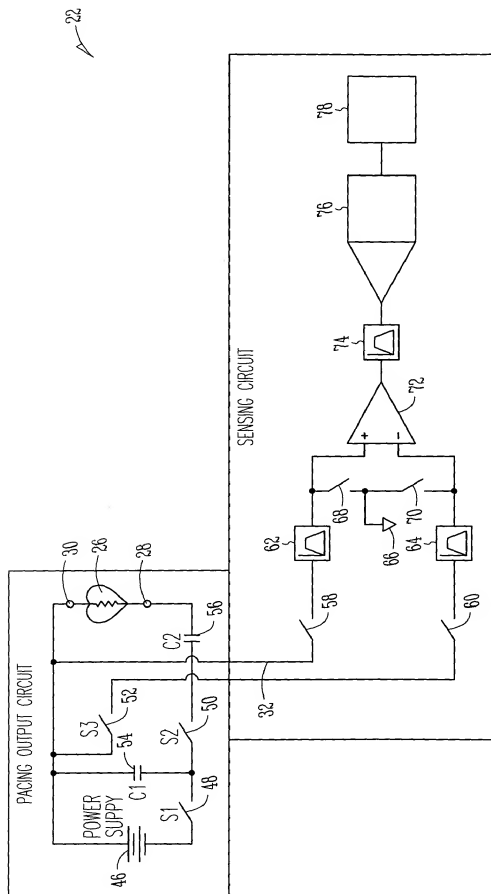 22
PACING OUTPUT CIRCUIT
POWER
SUPPY
46
S1
48
C1
54
S3
52
S2
50
C2
56
30
26
28
32
SENSING CIRCUIT
58
60
62
64
66
68
70
+
-
72
74
76
78